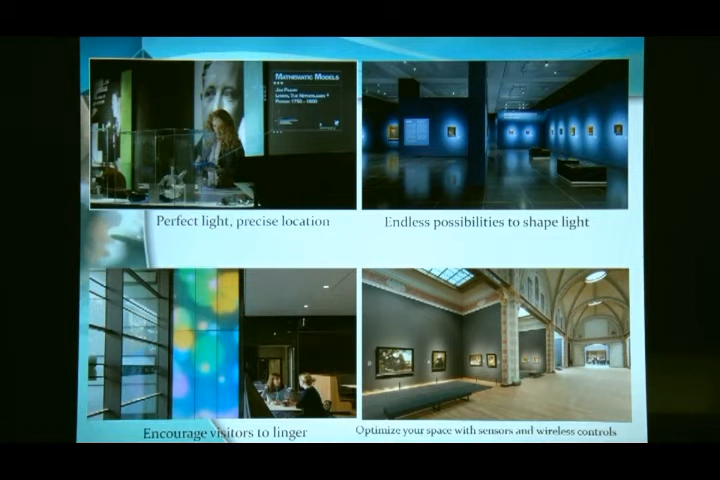 MATHEMATIC MODELS
Perfect light, precise location
Endless possibilities to shape light
Encourage visitors to linger
Optimize your space with sensors and wireless controls